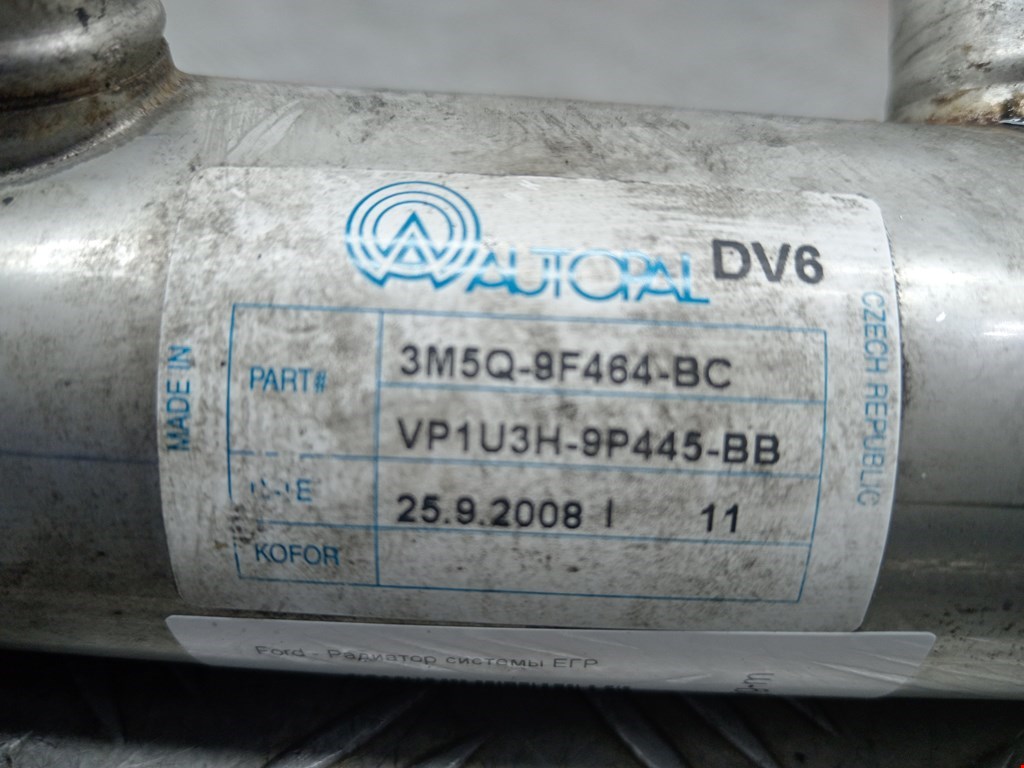 AUTOPAL DV6
MADE IN
CZECH REPUBLIC
PART# 3M5Q-9F464-BC
VP1U3H-9P445-BB
25.9.2008 I 11
KOFOR
Ford - Радиатор системы ЕГР